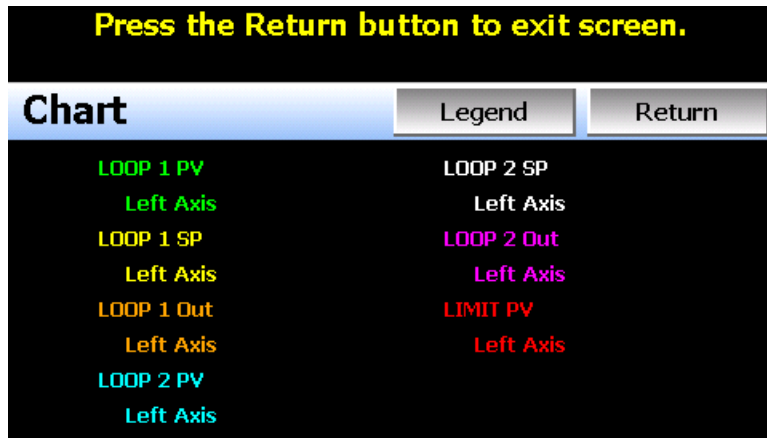 Press the Return button to exit screen.
Chart
Legend
Return
LOOP 1 PV
Left Axis
LOOP 1 SP
Left Axis
LOOP 1 Out
Left Axis
LOOP 2 PV
Left Axis
LOOP 2 SP
Left Axis
LOOP 2 Out
Left Axis
LIMIT PV
Left Axis